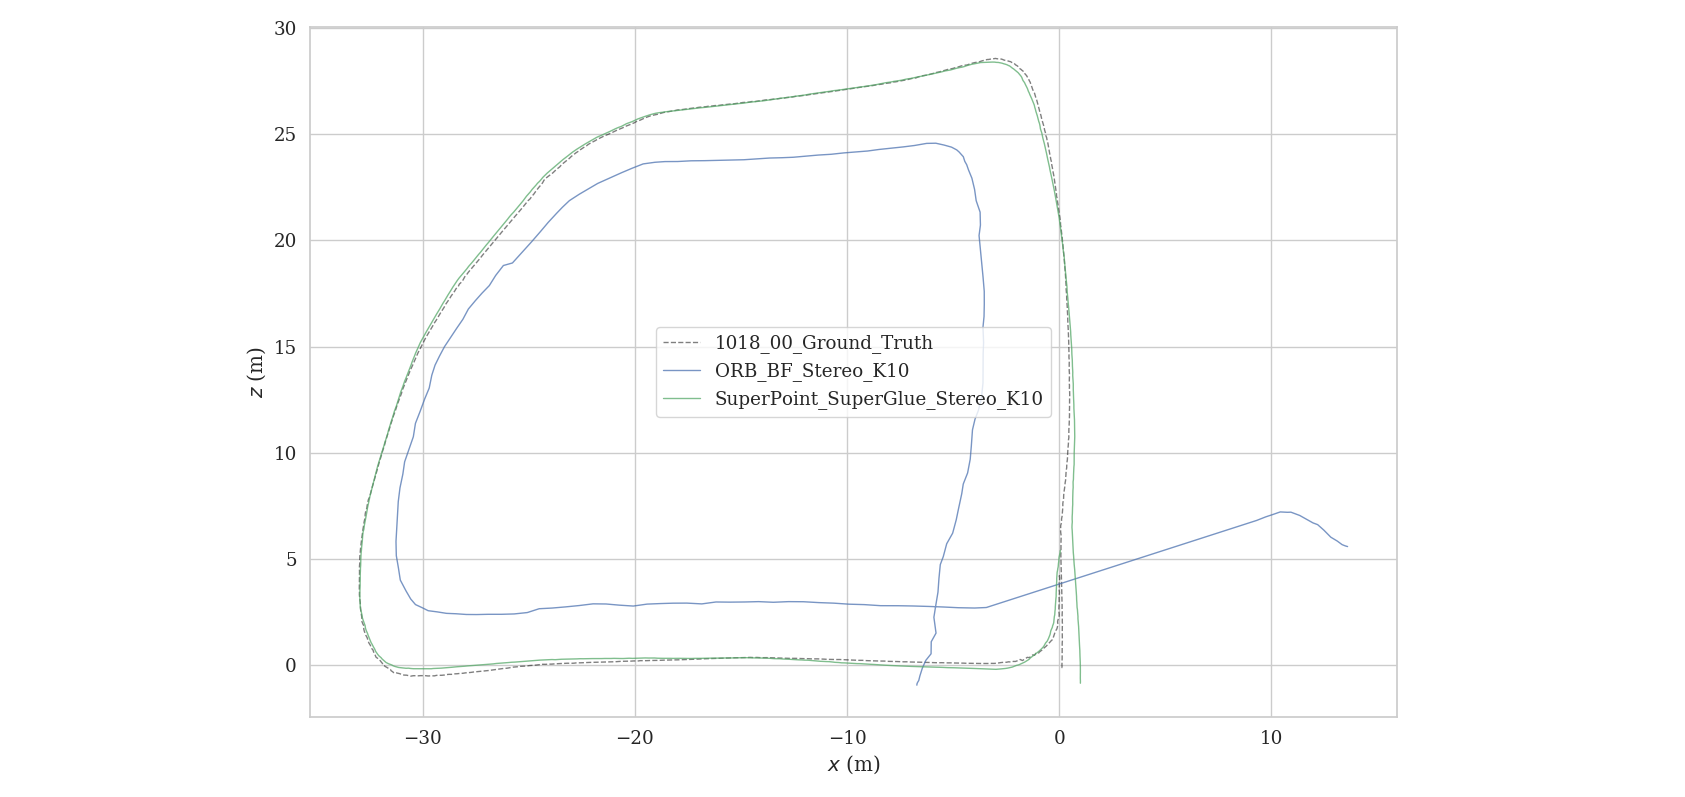 30
25
20
15
10
5
0
z (m)
1018_00_Ground_Truth
ORB_BF_Stereo_K10
SuperPoint_SuperGlue_Stereo_K10
−30
−20
−10
0
10
x (m)